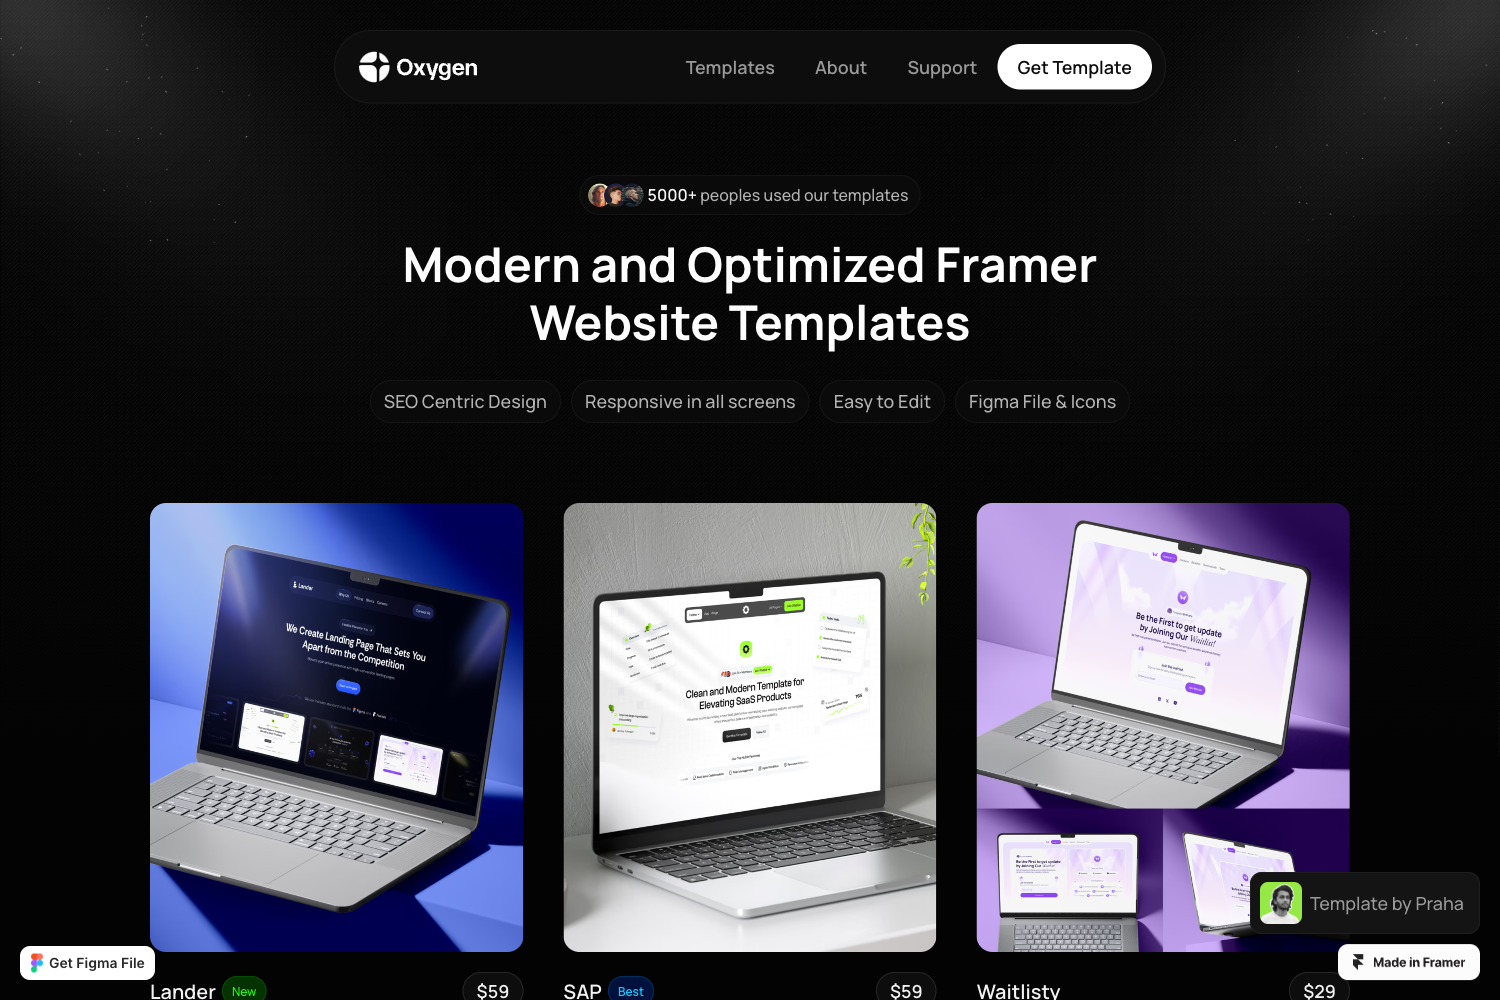 Oxygen
Templates
About
Support
Get Template
5000+ peoples used our templates
Modern and Optimized Framer
Website Templates
SEO Centric Design
Responsive in all screens
Easy to Edit
Figma File & Icons
Lander
We Create Landing Page That Sets You
Apart from the Competition
Clean and Modern Template for
Elevating SaaS Products
Be the First to get update
by Joining Our Waitlist!
Template by Praha
Get Figma File
Made in Framer
Lander
New
$59
SAP
Best
$59
Waitlisty
$29